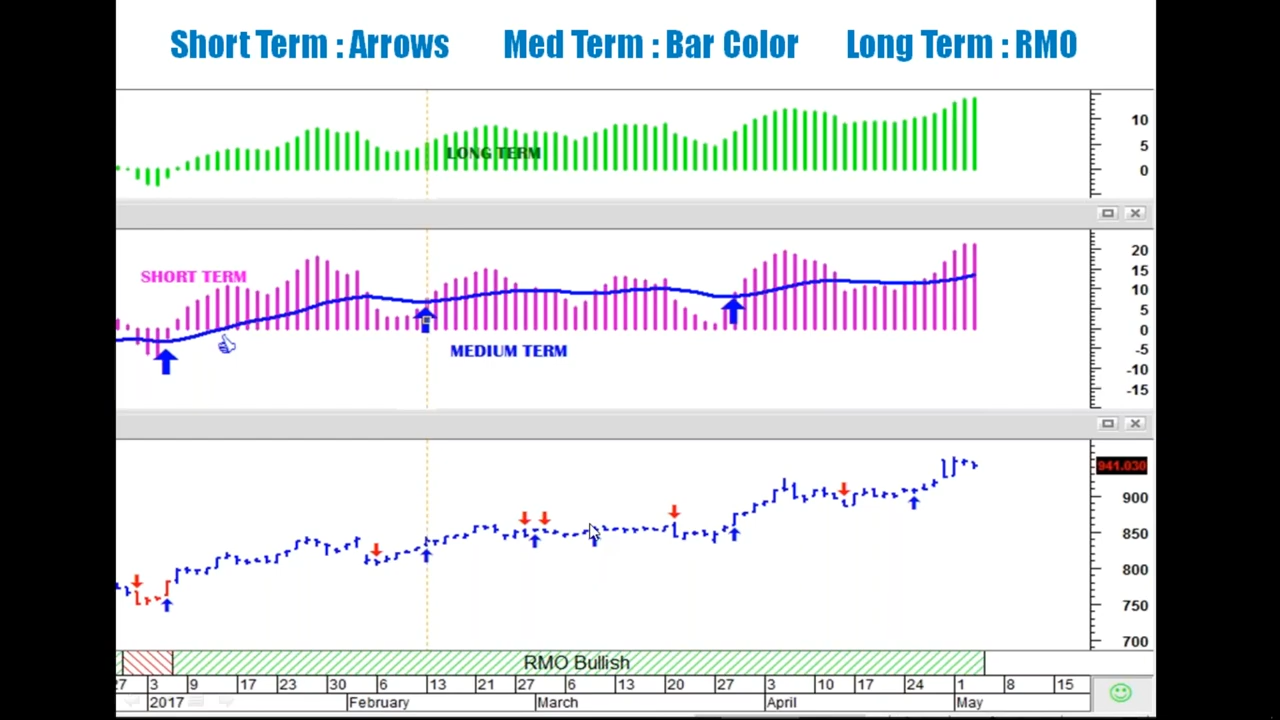 Short Term : Arrows Med Term : Bar Color Long Term : RMO
10
LONG TERM
5
0
20
SHORT TERM
15
10
5
0
MEDIUM TERM
-5
-10
-15
941.030
900
850
800
750
700
RMO Bullish
27 3 9 17 23 30 6 13 21 27 6 13 20 27 3 10 17 24 1 8 15
2017 February March April May